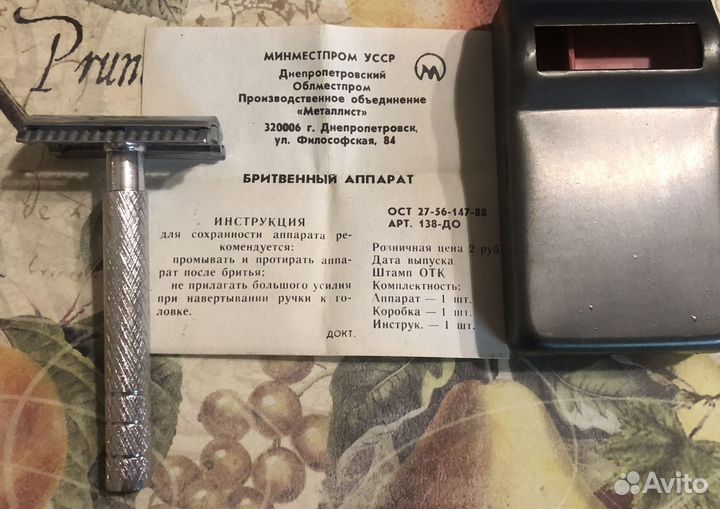 Prun
МИНМЕСТПРОМ УССР
Днепропетровский
Облместпром
Производственное объединение
«Металлист»
320006 г. Днепропетровск,
ул. Философская, 84
БРИТВЕННЫЙ АППАРАТ
ИНСТРУКЦИЯ
для сохранности аппарата ре-
комендуется:
промывать и протирать аппа-
рат после бритья;
не прилагать большого усилия
при навертывании ручки к го-
ловке.
ОСТ 27-56-147-88
АРТ. 138-ДО
Розничная цена 2 руб.
Дата выпуска
Штамп ОТК
Комплектность:
Аппарат — 1 шт.
Коробка — 1 шт.
Инструк. — 1 шт.
ДОКТ.
Avito